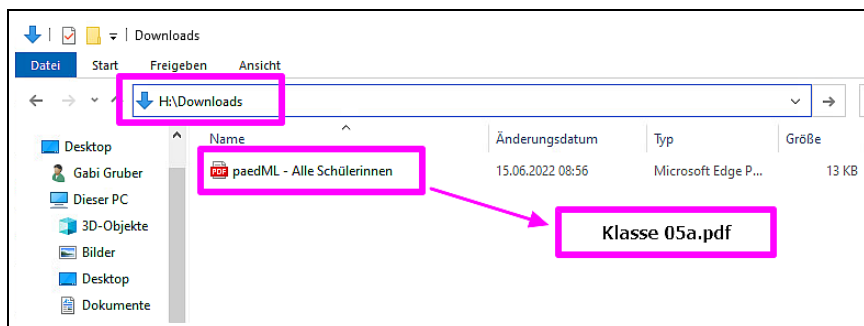 Downloads
Datei Start Freigeben Ansicht
H:\Downloads
Name Änderungsdatum Typ Größe
Desktop
Gabi Gruber
Dieser PC
3D-Objekte
Bilder
Desktop
Dokumente
PDF paedML - Alle Schülerinnen 15.06.2022 08:56 Microsoft Edge P... 13 KB
Klasse 05a.pdf